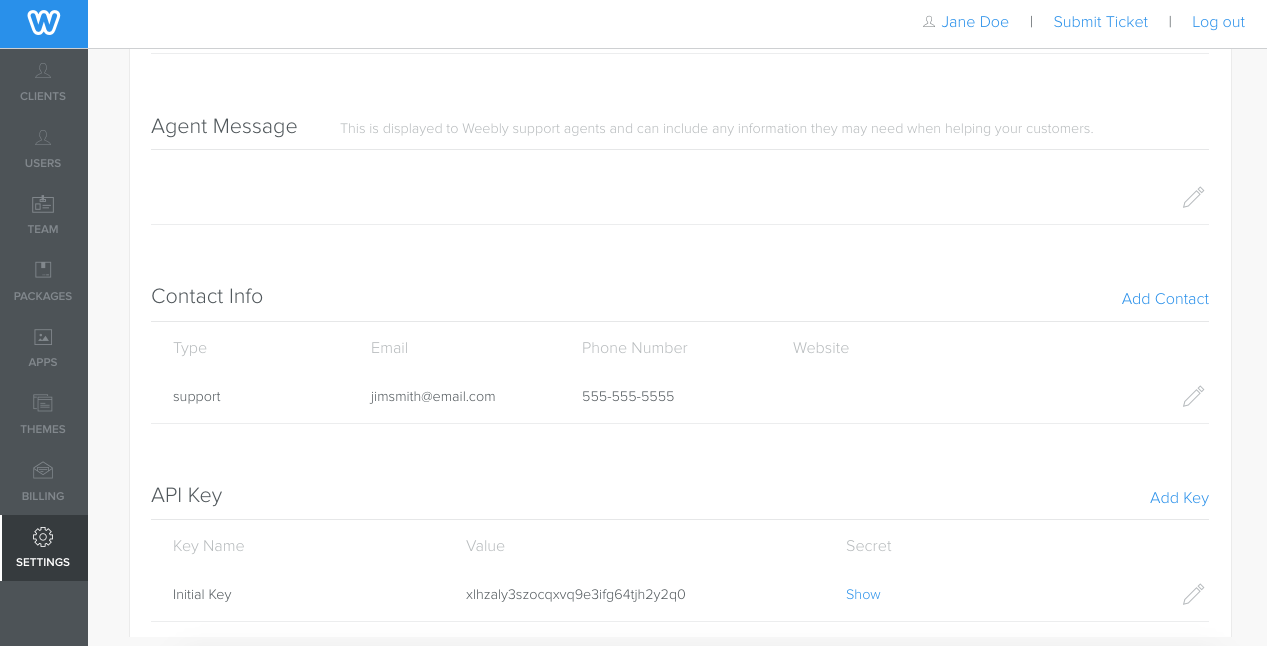 Jane Doe | Submit Ticket | Log out
CLIENTS
USERS
TEAM
PACKAGES
APPS
THEMES
BILLING
SETTINGS
Agent Message This is displayed to Weebly support agents and can include any information they may need when helping your customers.
Contact Info Add Contact
Type Email Phone Number Website
support jimsmith@email.com 555-555-5555
API Key Add Key
Key Name Value Secret
Initial Key xlhzaly3szocqxvq9e3ifg64tjh2y2q0 Show